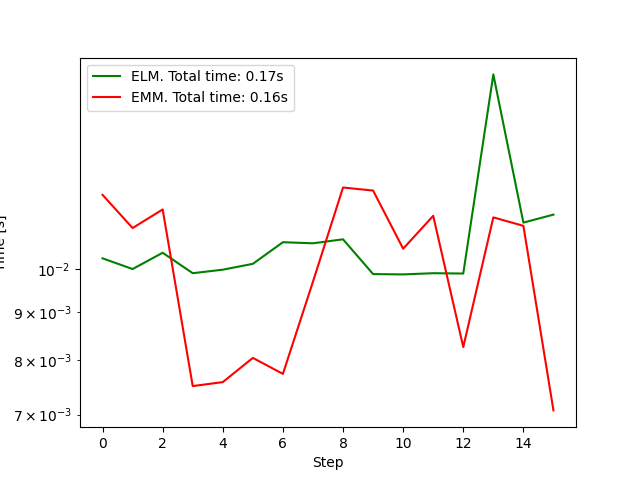 ELM. Total time: 0.17s
EMM. Total time: 0.16s
Time [s]
10⁻²
9 × 10⁻³
8 × 10⁻³
7 × 10⁻³
0 2 4 6 8 10 12 14
Step